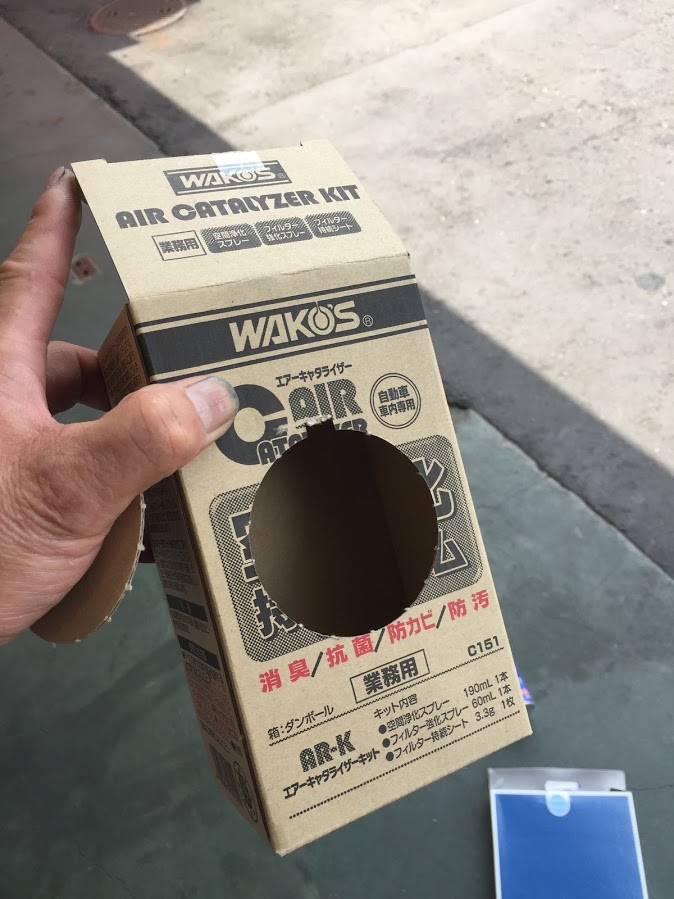 WAKO'S®
AIR CATALYZER KIT
業務用
空間浄化
スプレー
フィルター
強化スプレー
フィルター
持続シート
WAKO'S®
エアーキャタライザー
AIR
自動車
車内専用
化
ム
消臭/抗菌/防カビ/防汚
業務用
C151
箱:ダンボール
キット内容
●空間浄化スプレー 190mL 1本
●フィルター強化スプレー 60mL 1本
●フィルター持続シート 3.3g 1枚
AR-K
エアーキャタライザーキット